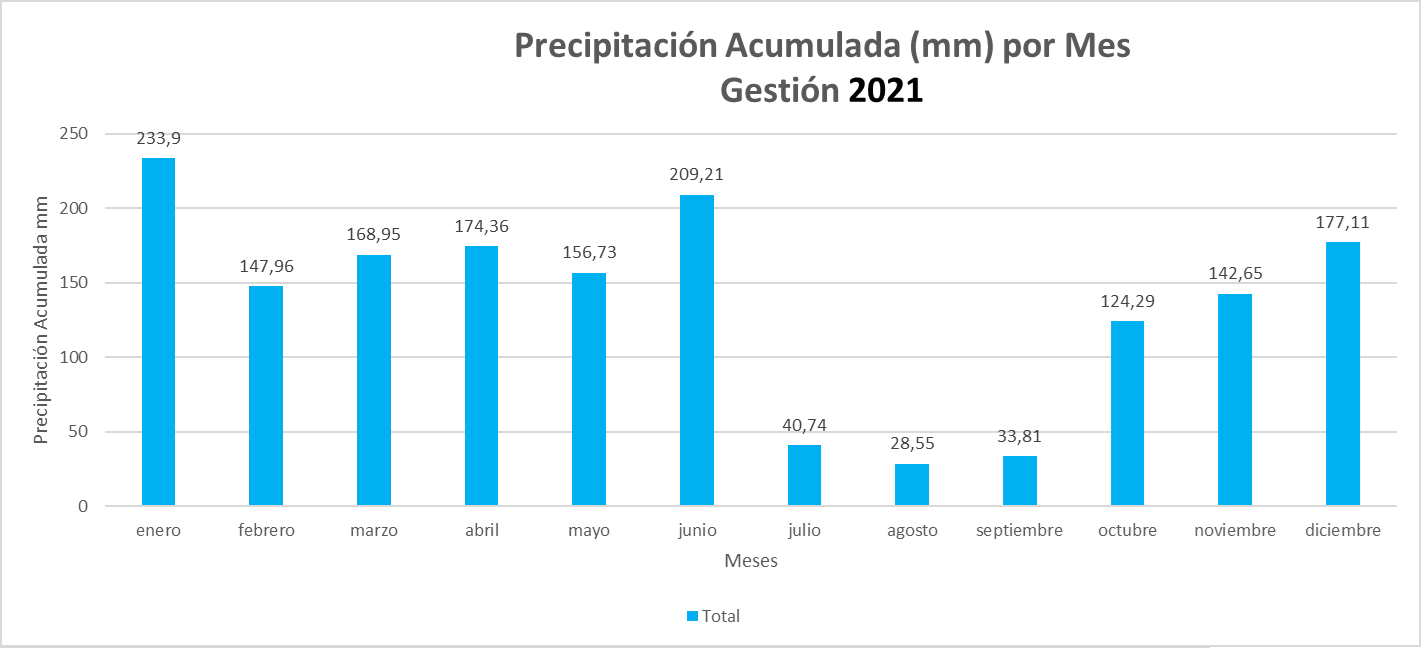 Precipitación Acumulada (mm) por Mes
Gestión 2021
Precipitación Acumulada mm
250
200
150
100
50
0
233,9
147,96
168,95
174,36
156,73
209,21
40,74
28,55
33,81
124,29
142,65
177,11
enero
febrero
marzo
abril
mayo
junio
julio
agosto
septiembre
octubre
noviembre
diciembre
Meses
Total